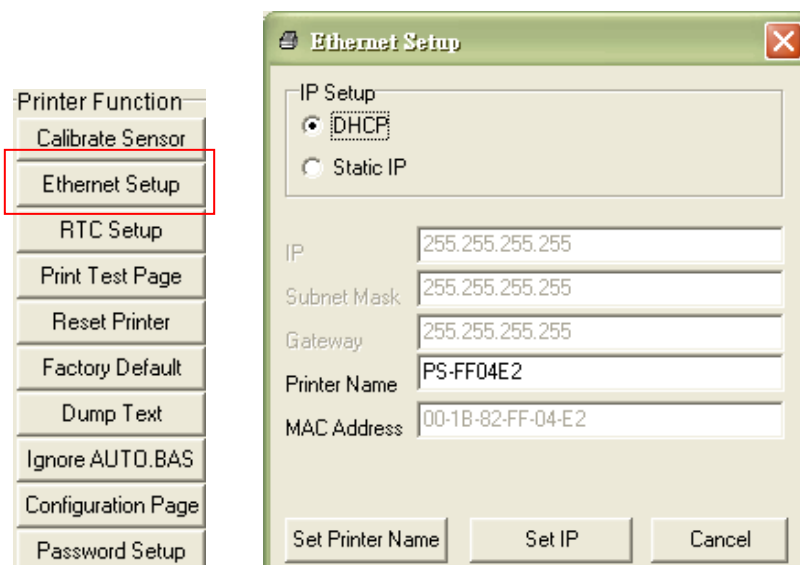 Printer Function
Calibrate Sensor
Ethernet Setup
RTC Setup
Print Test Page
Reset Printer
Factory Default
Dump Text
Ignore AUTO.BAS
Configuration Page
Password Setup
Ethernet Setup
IP Setup
DHCP
Static IP
IP 255.255.255.255
Subnet Mask 255.255.255.255
Gateway 255.255.255.255
Printer Name PS-FF04E2
MAC Address 00-1B-82-FF-04-E2
Set Printer Name Set IP Cancel